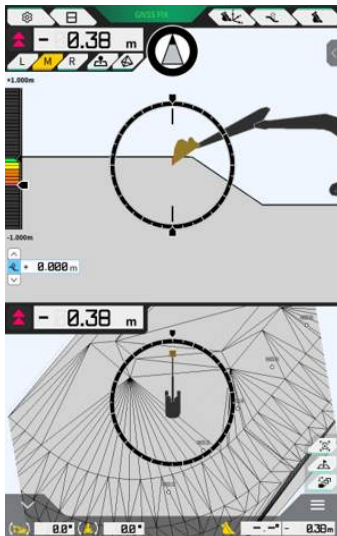 GNSS FIX
- 0.38 m
L M R
+1.000m
-1.000m
+ 0.000 m
- 0.38 m
0.0° 0.0° --.-° - 0.38m